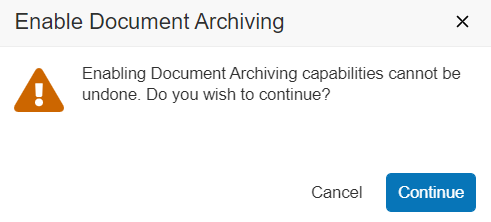 Enable Document Archiving
Enabling Document Archiving capabilities cannot be
undone. Do you wish to continue?
Cancel
Continue